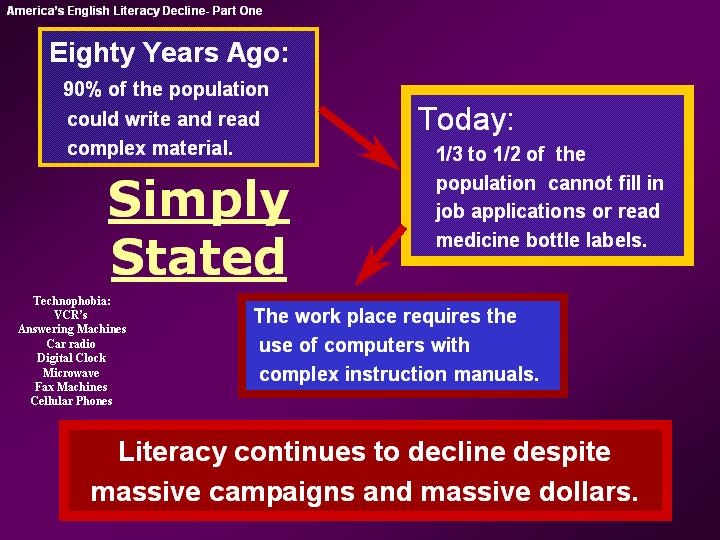 America's English Literacy Decline- Part One
Eighty Years Ago:
90% of the population
could write and read
complex material.
Today:
1/3 to 1/2 of the
population cannot fill in
job applications or read
medicine bottle labels.
Simply
Stated
Technophobia:
VCR's
Answering Machines
Car radio
Digital Clock
Microwave
Fax Machines
Cellular Phones
The work place requires the
use of computers with
complex instruction manuals.
Literacy continues to decline despite
massive campaigns and massive dollars.